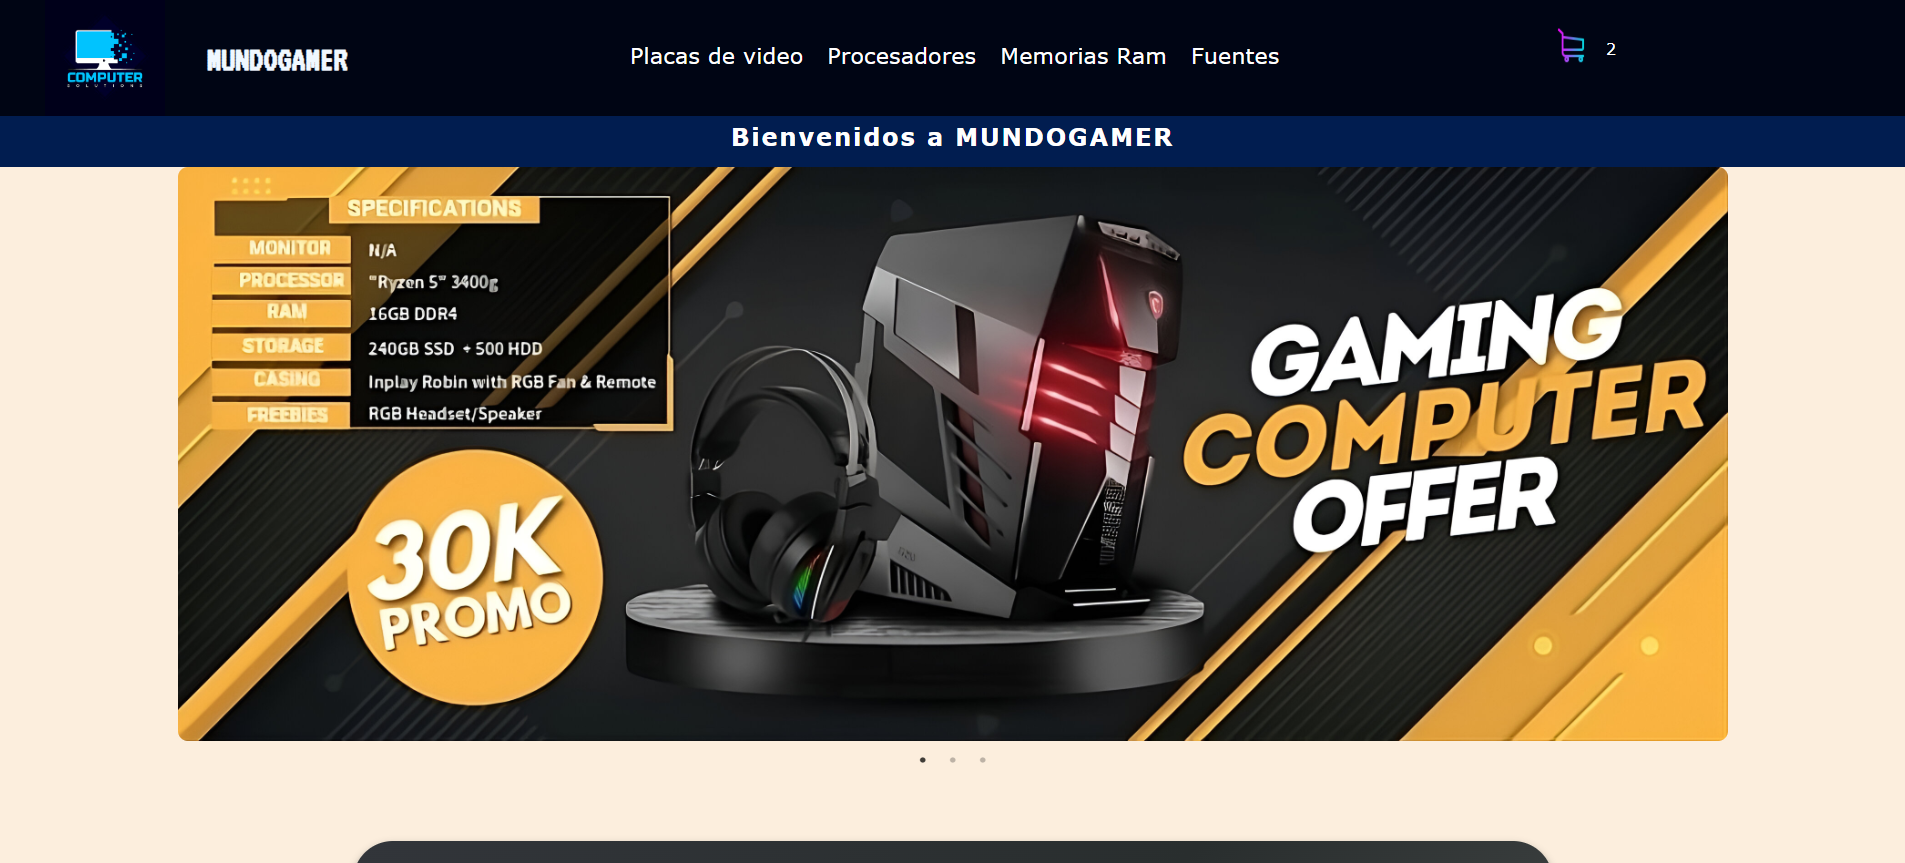 COMPUTER
SOLUTIONS
MUNDOGAMER
Placas de video
Procesadores
Memorias Ram
Fuentes
2
Bienvenidos a MUNDOGAMER
SPECIFICATIONS
MONITOR N/A
PROCESSOR "Ryzen 5" 3400g
RAM 16GB DDR4
STORAGE 240GB SSD + 500 HDD
CASING Inplay Robin with RGB Fan & Remote
FREEBIES RGB Headset/Speaker
30K
PROMO
GAMING
COMPUTER
OFFER